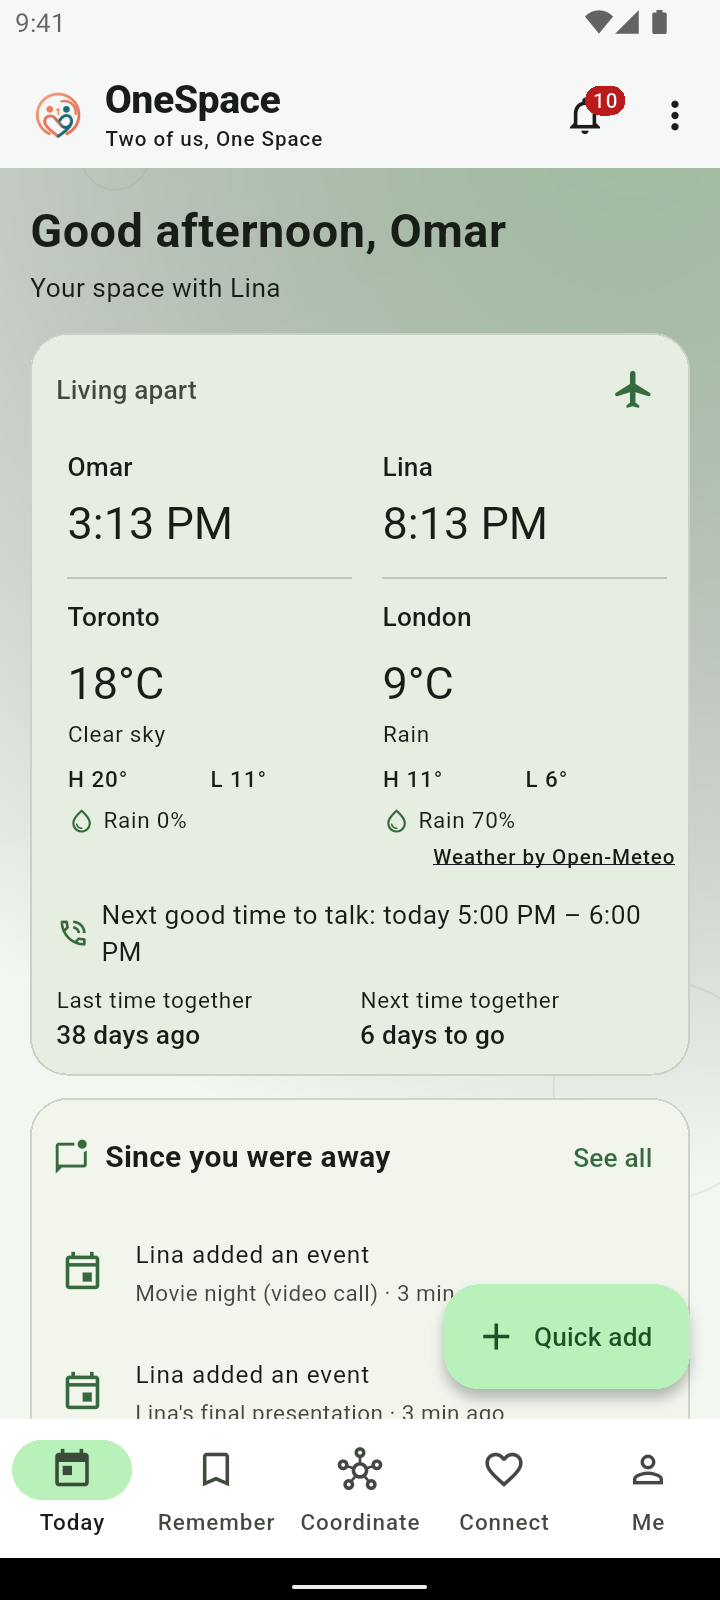 9:41
OneSpace
Two of us, One Space
10
Good afternoon, Omar
Your space with Lina
Living apart
Omar
3:13 PM
Lina
8:13 PM
Toronto
18°C
Clear sky
H 20° L 11°
Rain 0%
London
9°C
Rain
H 11° L 6°
Rain 70%
Weather by Open-Meteo
Next good time to talk: today 5:00 PM – 6:00
PM
Last time together
38 days ago
Next time together
6 days to go
Since you were away
See all
Lina added an event
Movie night (video call) · 3 min
Lina added an event
Lina's final presentation · 3 min ago
Quick add
Today
Remember
Coordinate
Connect
Me